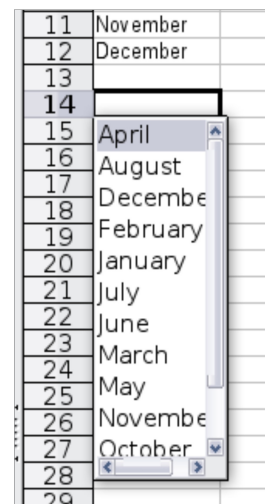 11 November
12 December
13
14
15 April
16 August
17 Decembe
18 February
19 January
20 July
21 June
22 March
23 May
24 Novembe
25 October
26
27
28
29